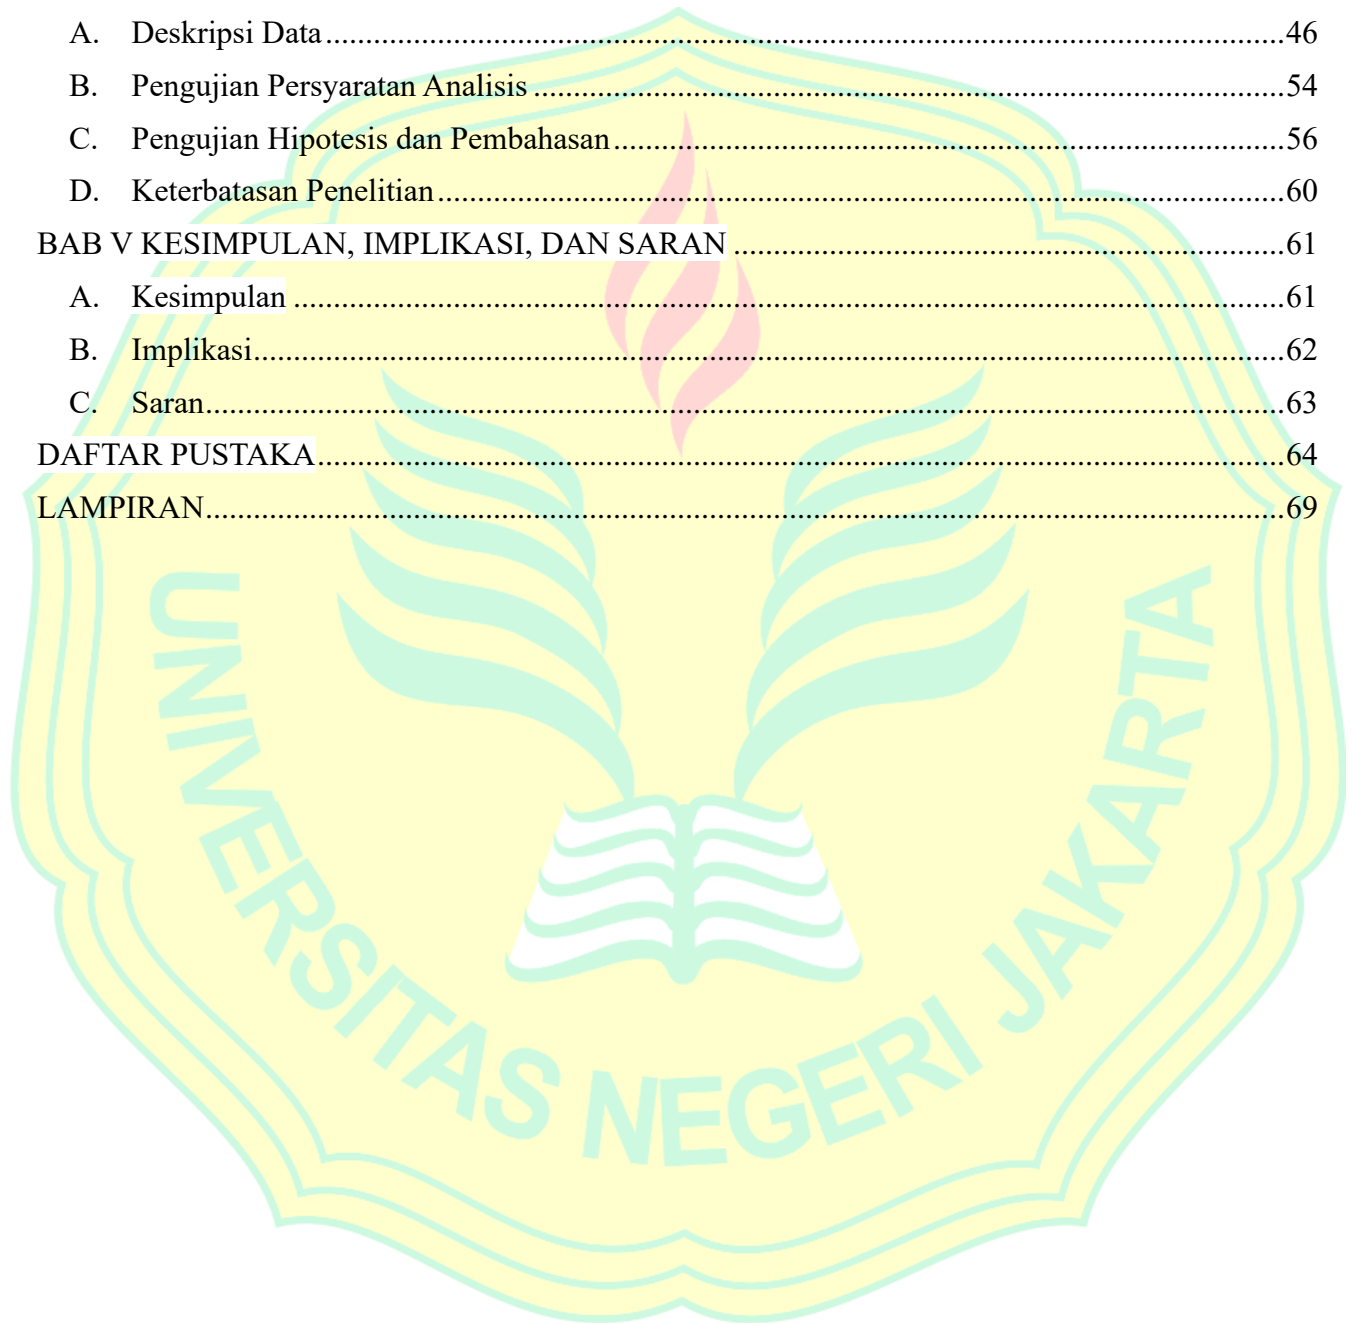 A. Deskripsi Data........................................46
B. Pengujian Persyaratan Analisis........................................54
C. Pengujian Hipotesis dan Pembahasan........................................56
D. Keterbatasan Penelitian........................................60
BAB V KESIMPULAN, IMPLIKASI, DAN SARAN........................................61
A. Kesimpulan........................................61
B. Implikasi........................................62
C. Saran........................................63
DAFTAR PUSTAKA........................................64
LAMPIRAN........................................69
UNIVERSITAS NEGERI JAKARTA